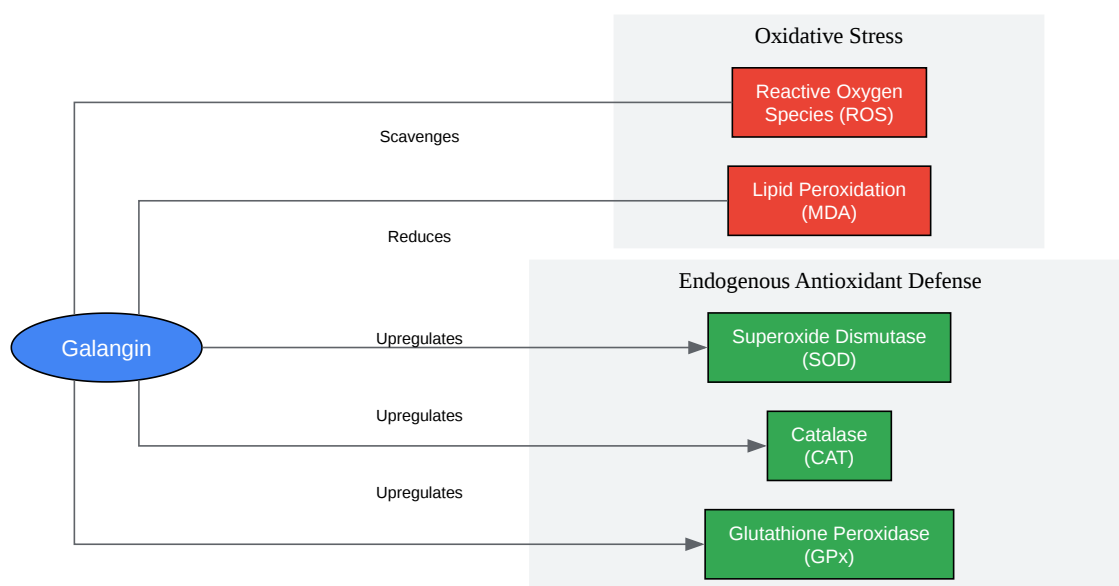 Oxidative Stress
Reactive Oxygen
Species (ROS)
Scavenges
Lipid Peroxidation
(MDA)
Reduces
Endogenous Antioxidant Defense
Galangin
Upregulates
Superoxide Dismutase
(SOD)
Upregulates
Catalase
(CAT)
Upregulates
Glutathione Peroxidase
(GPx)